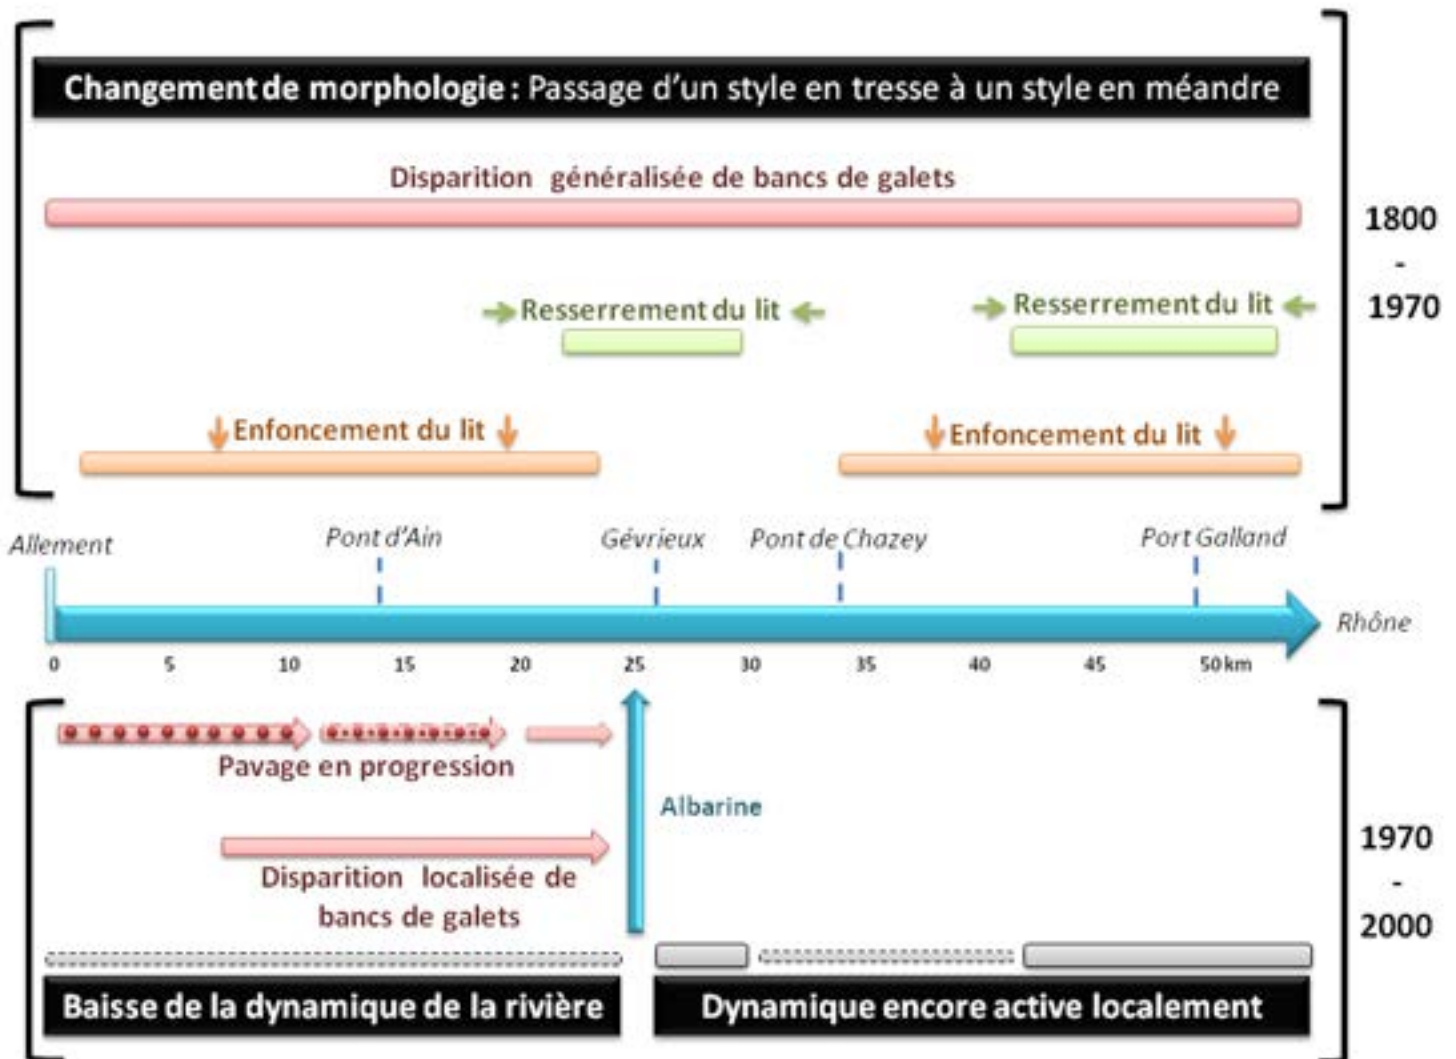 Changement de morphologie : Passage d'un style en tresse à un style en méandre
Disparition généralisée de bancs de galets
1800
-
1970
Resserrement du lit
Resserrement du lit
Enfoncement du lit
Enfoncement du lit
Allement
Pont d'Ain
Gévrieux
Pont de Chazey
Port Galland
Rhône
0 5 10 15 20 25 30 35 40 45 50 km
Pavage en progression
Albarine
Disparition localisée de
bancs de galets
1970
-
2000
Baisse de la dynamique de la rivière
Dynamique encore active localement